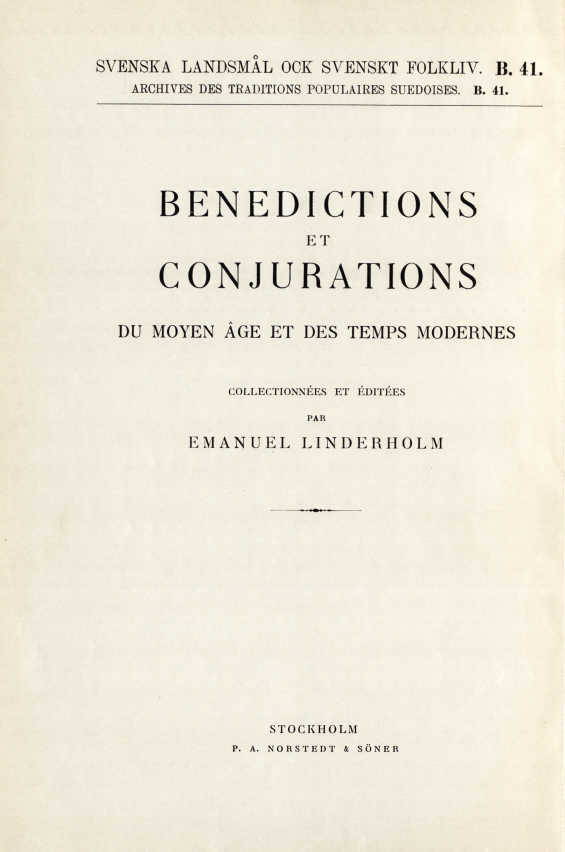 SVENSKA LANDSMÅL OCK SVENSKT FOLKLIV. B. 41.
ARCHIVES DES TRADITIONS POPULAIRES SUEDOISES. B. 41.
BENEDICTIONS
ET
CONJURATIONS
DU MOYEN ÂGE ET DES TEMPS MODERNES
COLLECTIONNÉES ET ÉDITÉES
PAR
EMANUEL LINDERHOLM
STOCKHOLM
P. A. NORSTEDT & SÖNER